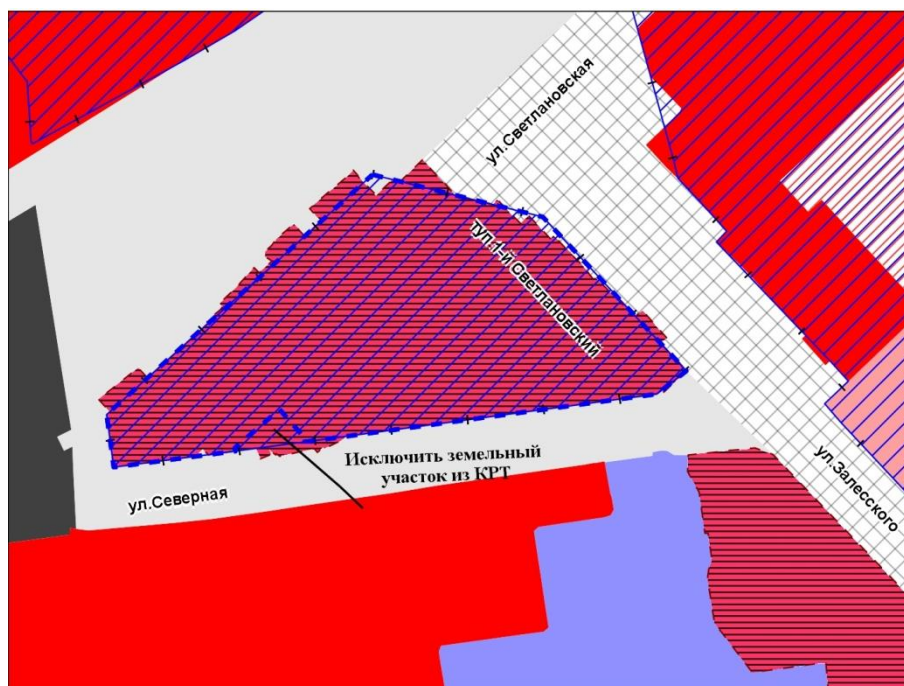 ул.Светлановская
туп.1-й Светлановский
Исключить земельный
участок из КРТ
ул.Северная
ул.Залесского